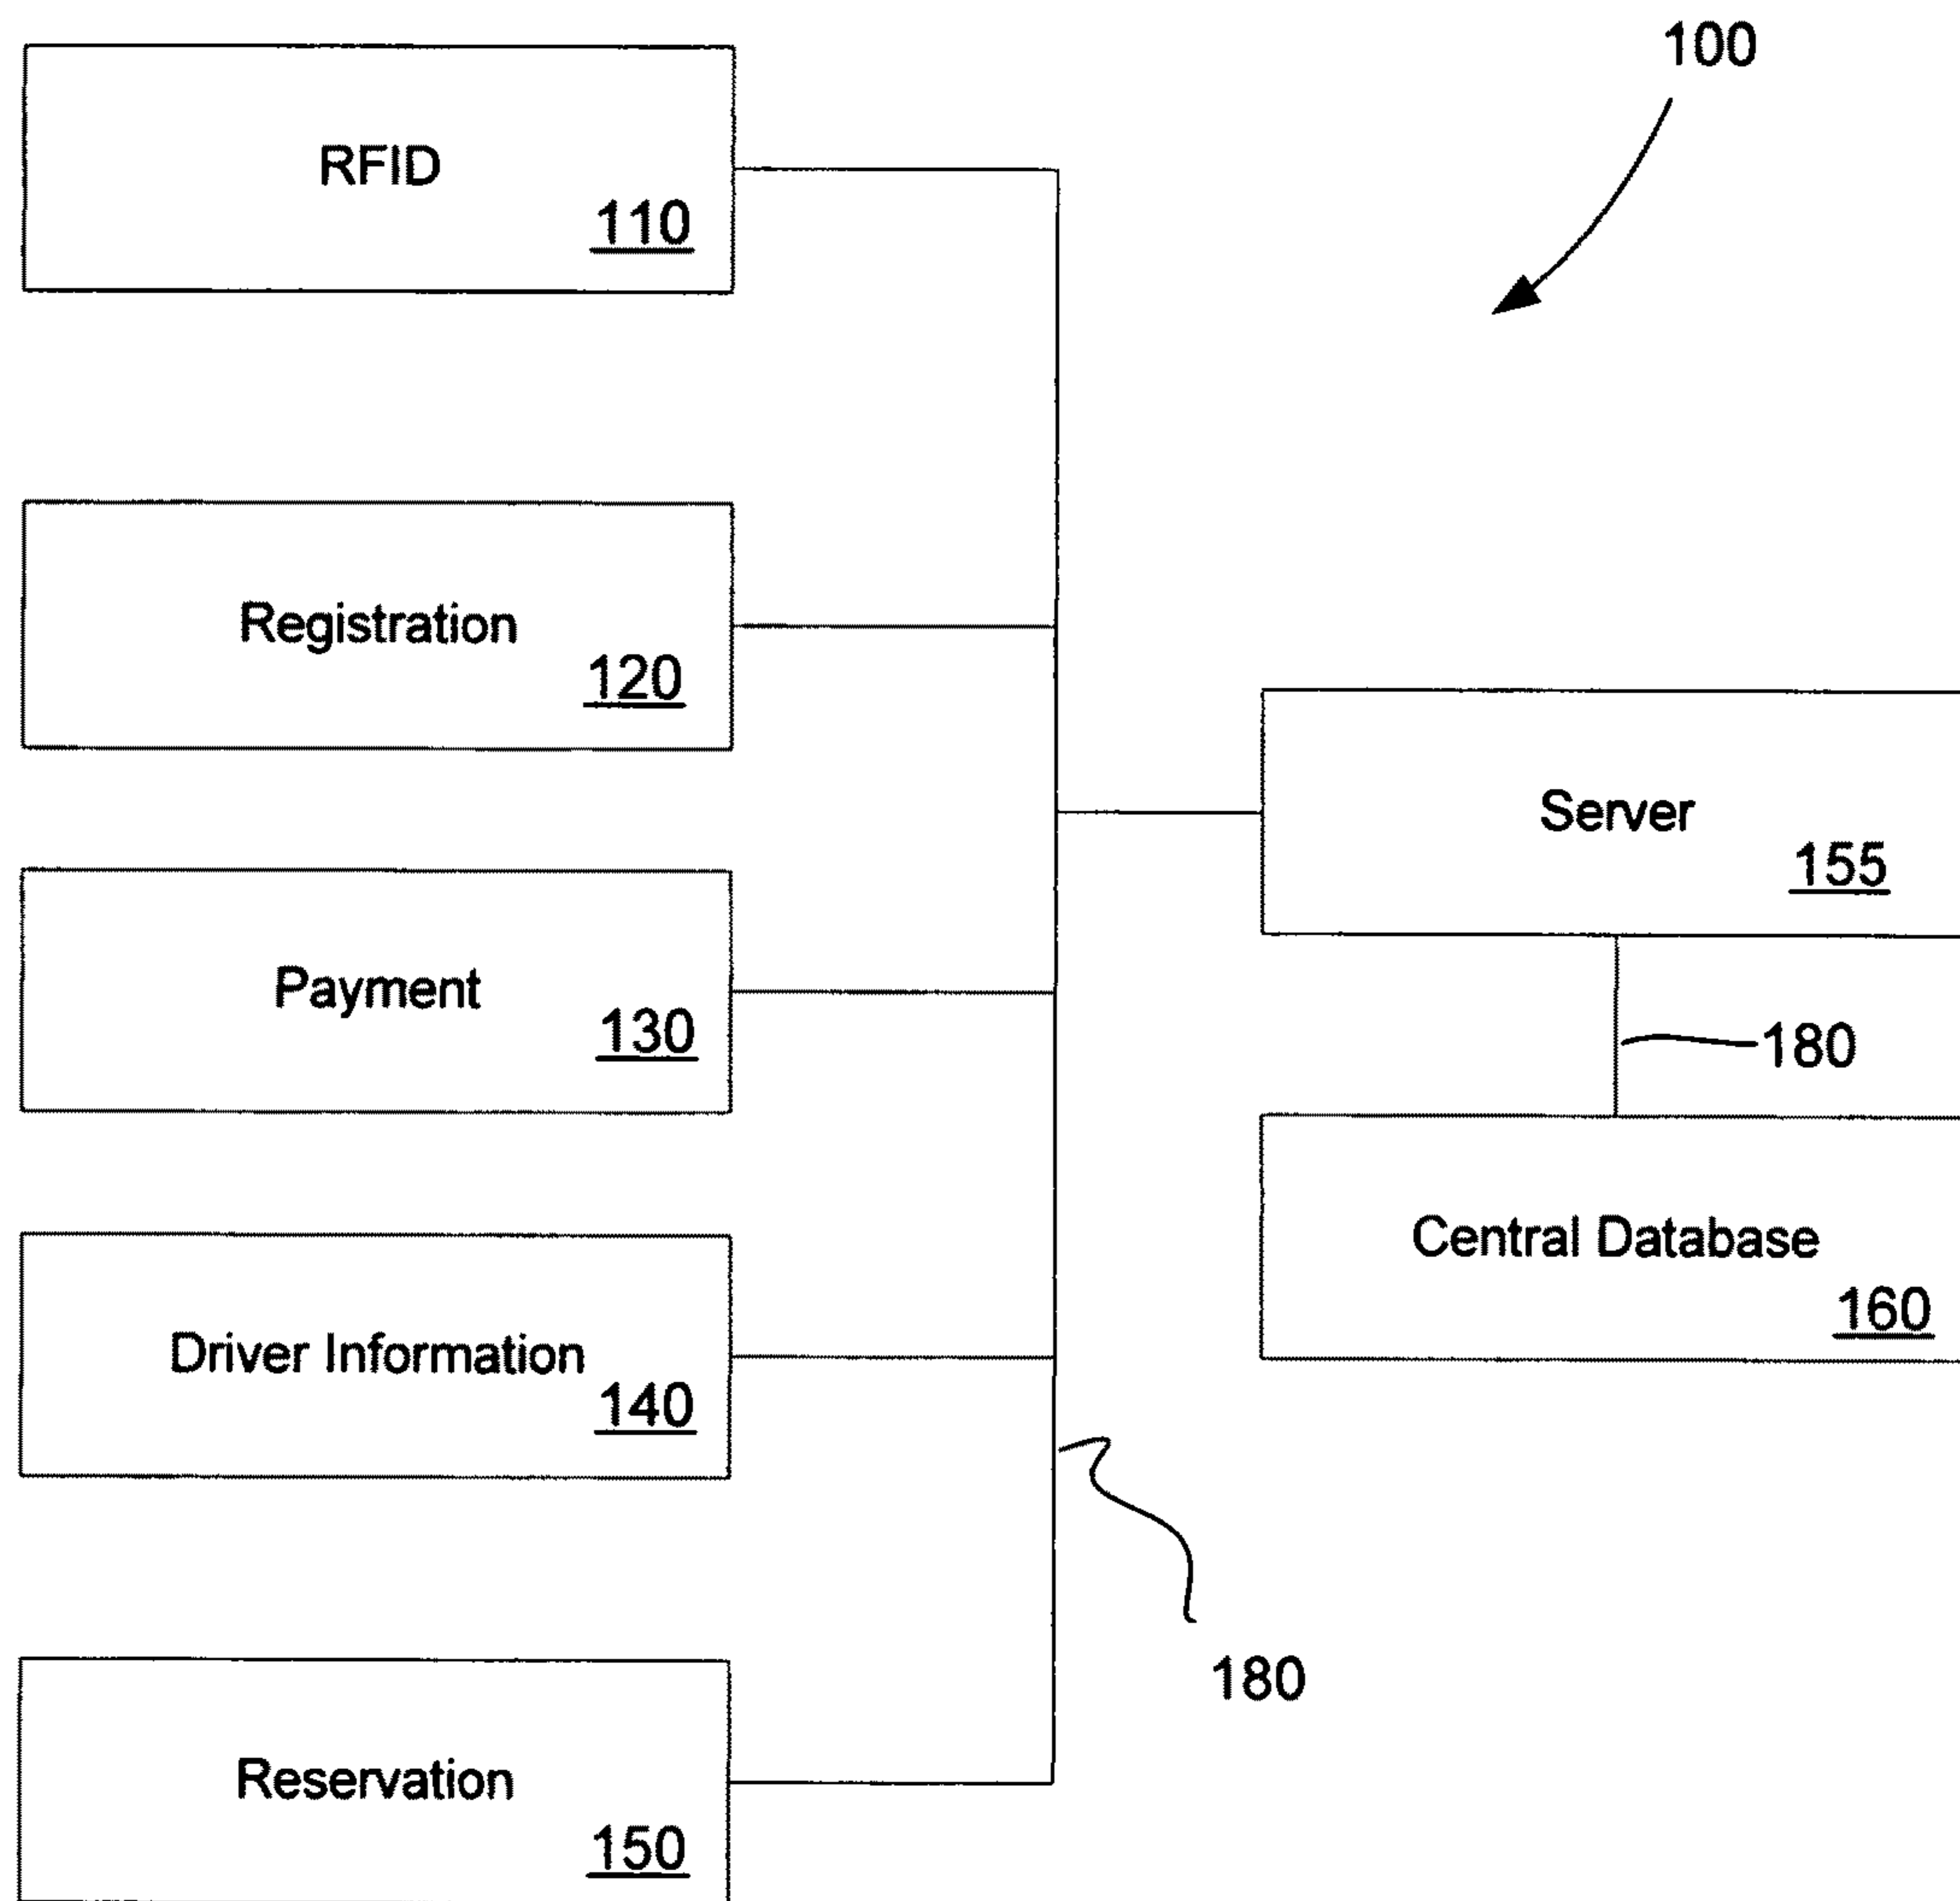 100
RFID
110
Registration
120
Server
155
Payment
130
180
Central Database
160
Driver Information
140
180
Reservation
150